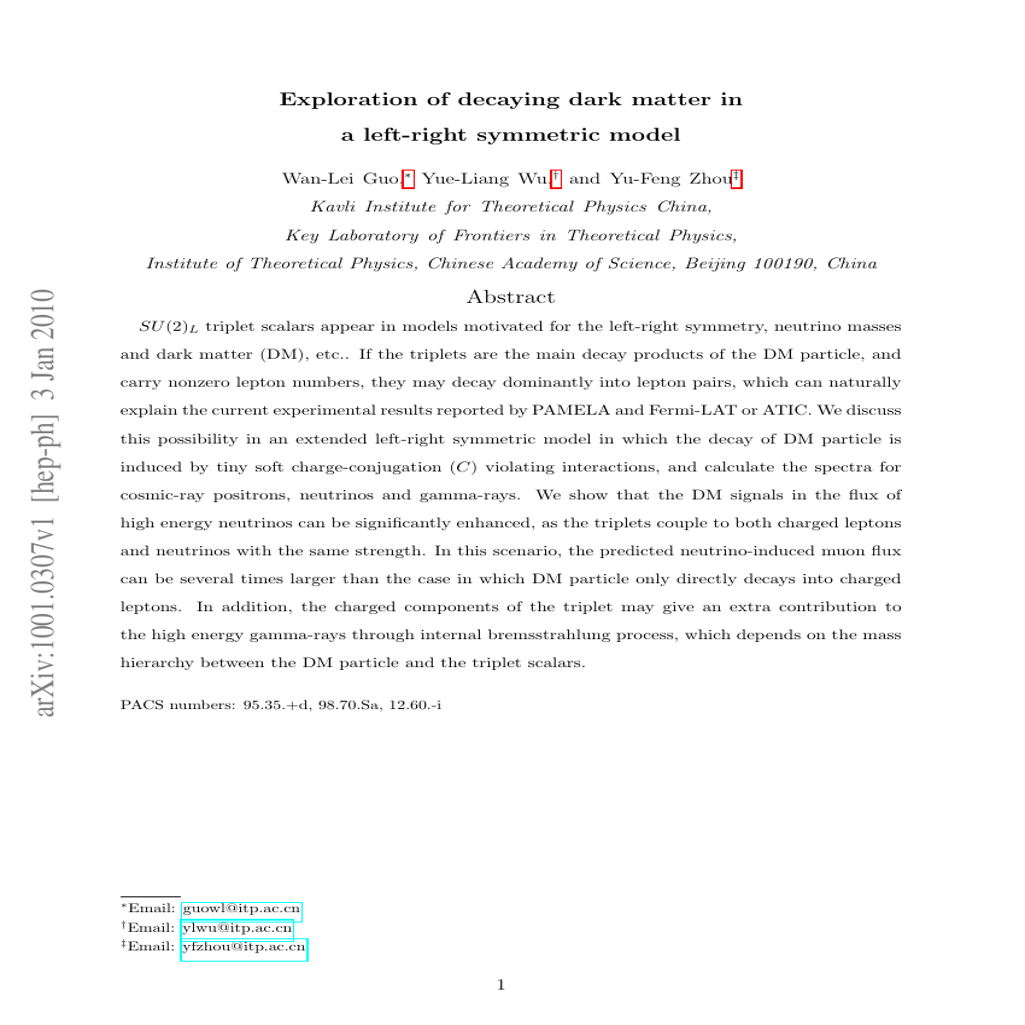 Exploration of decaying dark matter in
a left-right symmetric model
Wan-Lei Guo,* Yue-Liang Wu,† and Yu-Feng Zhou‡
Kavli Institute for Theoretical Physics China,
Key Laboratory of Frontiers in Theoretical Physics,
Institute of Theoretical Physics, Chinese Academy of Science, Beijing 100190, China
Abstract
SU(2)L triplet scalars appear in models motivated for the left-right symmetry, neutrino masses
and dark matter (DM), etc.. If the triplets are the main decay products of the DM particle, and
carry nonzero lepton numbers, they may decay dominantly into lepton pairs, which can naturally
explain the current experimental results reported by PAMELA and Fermi-LAT or ATIC. We discuss
this possibility in an extended left-right symmetric model in which the decay of DM particle is
induced by tiny soft charge-conjugation (C) violating interactions, and calculate the spectra for
cosmic-ray positrons, neutrinos and gamma-rays. We show that the DM signals in the flux of
high energy neutrinos can be significantly enhanced, as the triplets couple to both charged leptons
and neutrinos with the same strength. In this scenario, the predicted neutrino-induced muon flux
can be several times larger than the case in which DM particle only directly decays into charged
leptons. In addition, the charged components of the triplet may give an extra contribution to
the high energy gamma-rays through internal bremsstrahlung process, which depends on the mass
hierarchy between the DM particle and the triplet scalars.
PACS numbers: 95.35.+d, 98.70.Sa, 12.60.-i
*Email: guowl@itp.ac.cn
†Email: ylwu@itp.ac.cn
‡Email: yfzhou@itp.ac.cn
1
arXiv:1001.0307v1 [hep-ph] 3 Jan 2010